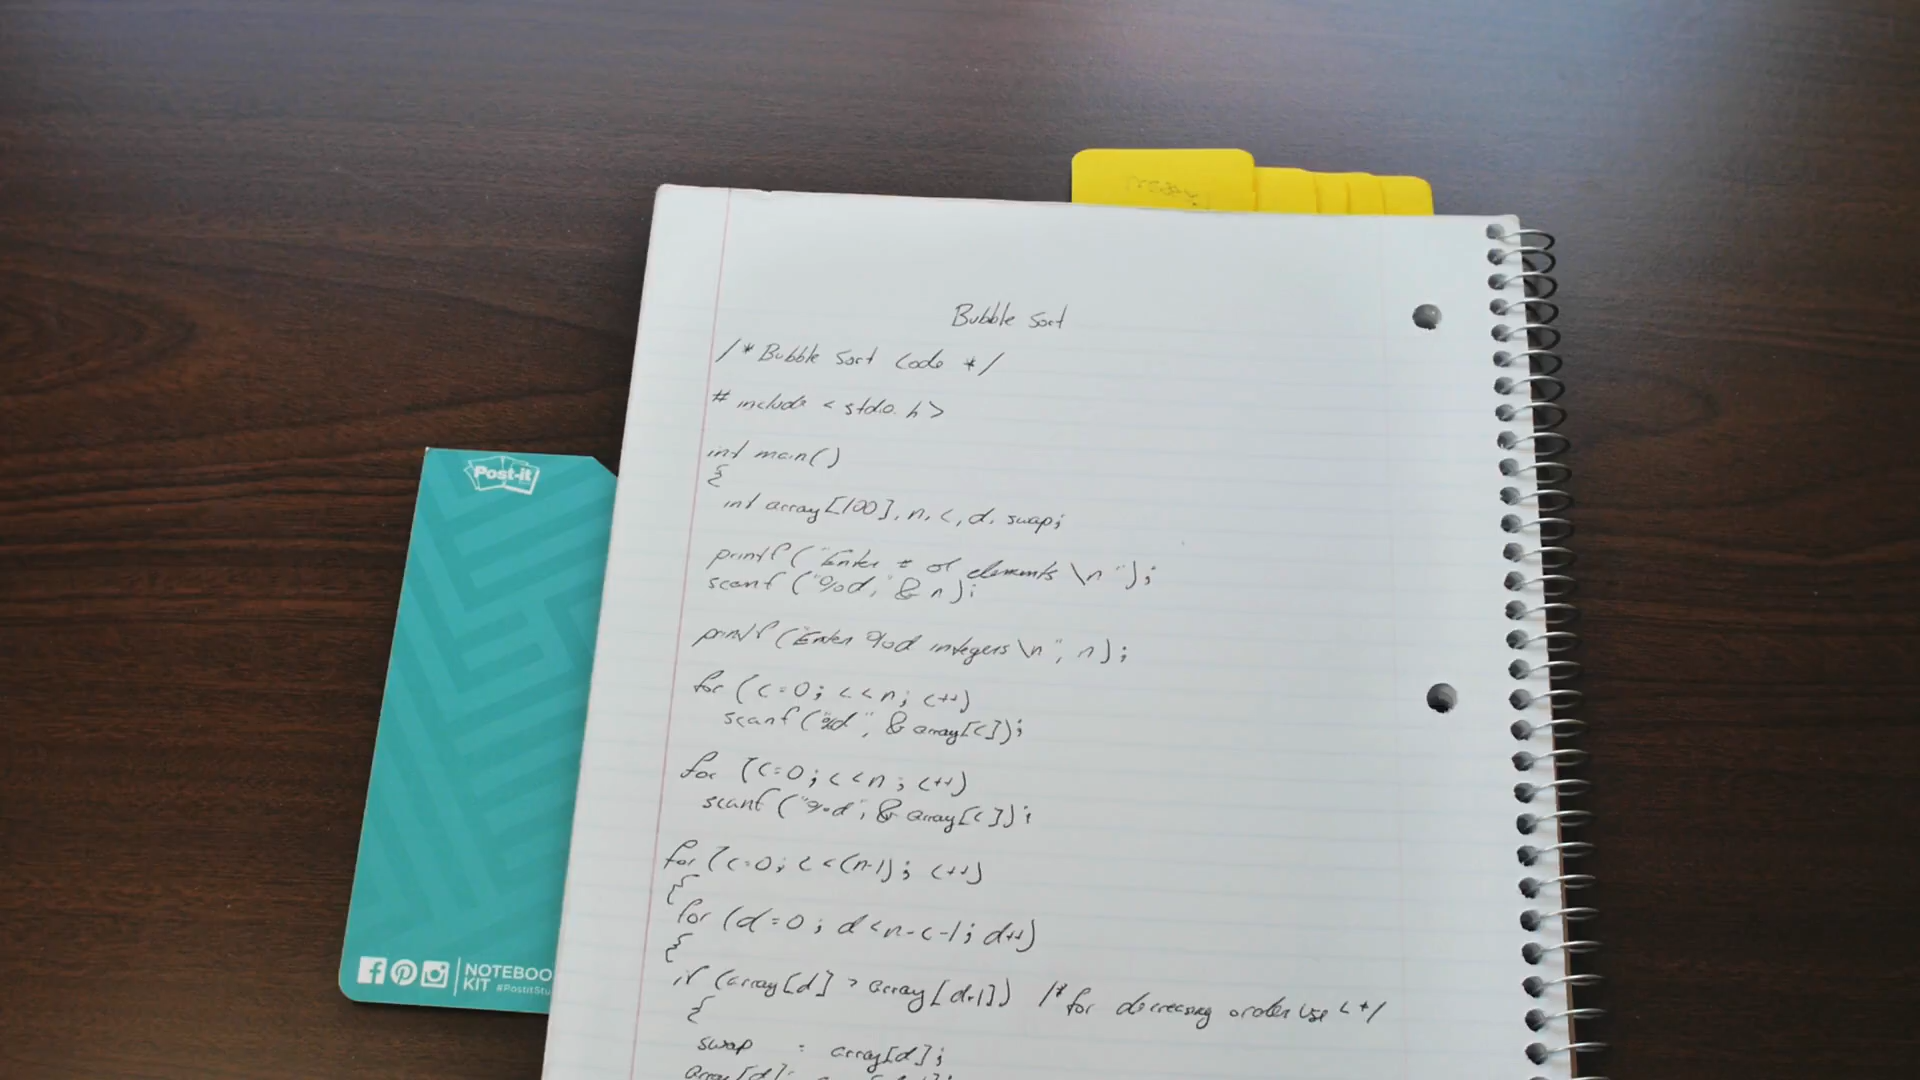 Bubble Sort
/* Bubble Sort Code */
# include < stdio.h >
int main()
{
int array[100], n, c, d, swap;
printf ("Enter # of elements \n ");
scanf ("%d," & n);
printf ("Enter %d integers \n", n);
for (c=0; c<n; c++)
scanf ("%d", & array[c]);
for (c=0; c<n; c++)
scanf ("%d", & array[c]);
for (c=0; c<(n-1); c++)
{
for (d=0; d<n-c-1; d++)
{
if (array[d] > array[d+1]) /* for decreasing order use < */
{
swap = array[d];
array[d]=
Post-it
NOTEBOO
KIT #PostitStu